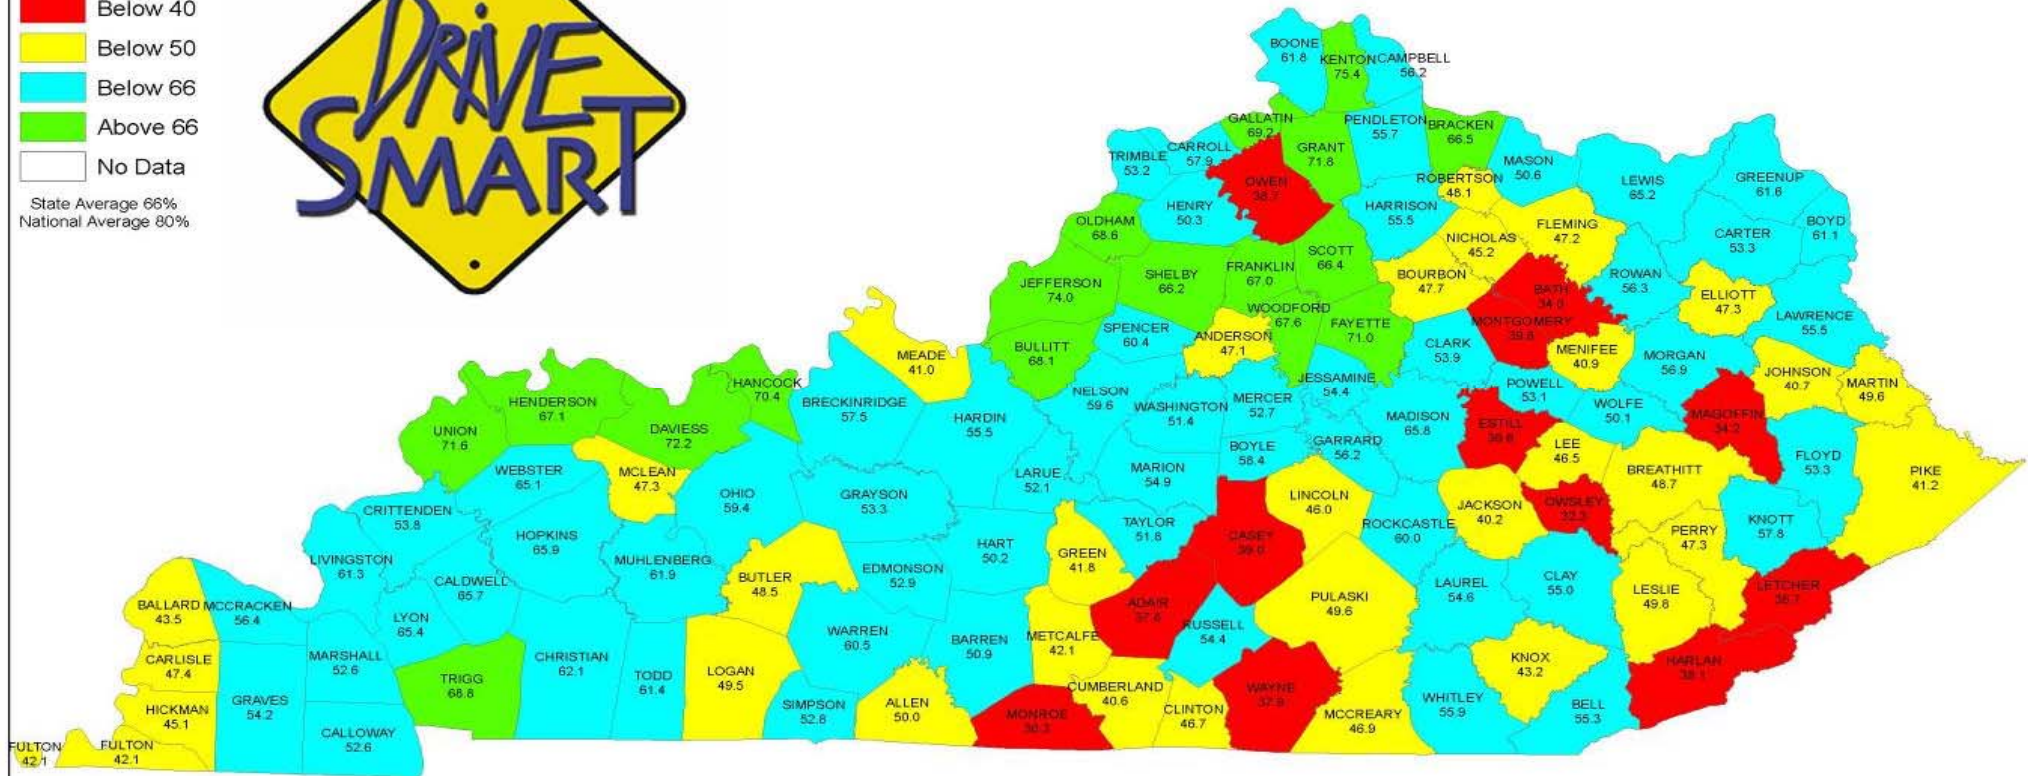 Below 40
Below 50
Below 66
Above 66
No Data
State Average 66%
National Average 80%
DRIVE
SMART
BOONE
61.8
KENTON
75.4
CAMPBELL
56.2
GALLATIN
69.2
GRANT
71.8
PENDLETON
55.7
BRACKEN
66.5
TRIMBLE
53.2
CARROLL
57.9
OWEN
38.7
ROBERTSON
48.1
MASON
50.6
LEWIS
65.2
GREENUP
61.6
HENRY
50.3
HARRISON
55.5
FLEMING
47.2
BOYD
61.1
OLDHAM
68.6
NICHOLAS
45.2
CARTER
53.3
SCOTT
66.4
JEFFERSON
74.0
SHELBY
66.2
FRANKLIN
67.0
BOURBON
47.7
BATH
ROWAN
56.3
ELLIOTT
47.3
WOODFORD
67.6
FAYETTE
71.0
MONTGOMERY
39.8
LAWRENCE
55.5
SPENCER
60.4
ANDERSON
47.1
BULLITT
68.1
CLARK
53.9
MENIFEE
40.9
MORGAN
56.9
MEADE
41.0
JOHNSON
40.7
MARTIN
49.6
HANCOCK
70.4
BRECKINRIDGE
57.5
NELSON
59.6
WASHINGTON
51.4
MERCER
52.7
JESSAMINE
54.4
POWELL
53.1
WOLFE
50.1
HENDERSON
67.1
HARDIN
55.5
MADISON
65.8
ESTILL
MAGOFFIN
34.2
UNION
71.6
DAVIESS
72.2
BOYLE
58.4
GARRARD
56.2
LEE
46.5
FLOYD
53.3
WEBSTER
65.1
MCLEAN
47.3
LARUE
52.1
MARION
54.9
BREATHITT
48.7
PIKE
41.2
OHIO
59.4
GRAYSON
53.3
LINCOLN
46.0
CRITTENDEN
53.8
JACKSON
40.2
OWSLEY
TAYLOR
51.8
ROCKCASTLE
60.0
KNOTT
57.8
HOPKINS
65.9
CASEY
39.0
PERRY
47.3
LIVINGSTON
61.3
MUHLENBERG
61.9
HART
50.2
GREEN
41.8
CALDWELL
65.7
BUTLER
48.5
EDMONSON
52.9
LAUREL
54.6
CLAY
55.0
LESLIE
49.8
LETCHER
BALLARD
43.5
MCCRACKEN
56.4
LYON
65.4
ADAIR
PULASKI
49.6
RUSSELL
54.4
WARREN
60.5
BARREN
50.9
METCALFE
42.1
CARLISLE
47.4
MARSHALL
52.6
CHRISTIAN
62.1
KNOX
43.2
HARLAN
38.1
TRIGG
68.8
TODD
61.4
LOGAN
49.5
CUMBERLAND
40.6
WAYNE
GRAVES
54.2
SIMPSON
52.8
ALLEN
50.0
CLINTON
46.7
WHITLEY
55.9
BELL
55.3
HICKMAN
45.1
MONROE
30.3
MCCREARY
46.9
CALLOWAY
52.6
FULTON
42.1
FULTON
42.1